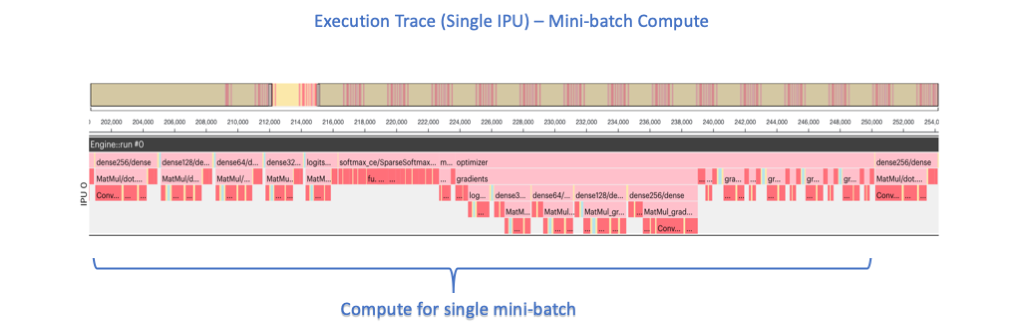 Execution Trace (Single IPU) – Mini-batch Compute
202,000 204,000 206,000 208,000 210,000 212,000 214,000 216,000 218,000 220,000 222,000 224,000 226,000 228,000 230,000 232,000 234,000 236,000 238,000 240,000 242,000 244,000 246,000 248,000 250,000 252,000 254,0
Engine::run #0
IPU 0
dense256/dense dense128/de... dense64/d... dense32... logits... softmax_ce/SparseSoftmax... m... optimizer dense256/dense
MatMul/dot.... MatMul/d... MatMul/... MatMu... MatM... fu. ... ... gradients ... gra... gr... gr... gr... MatMul/dot....
Conv... ... ... ... ... ... ... ... ... ... log... dense3... dense64/... dense128/de... dense256/dense Conv... ... ...
... MatM... MatMul... MatMul_gr... MatMul_grad...
... ... ... ... ... ... ... Conv... ...
Compute for single mini-batch